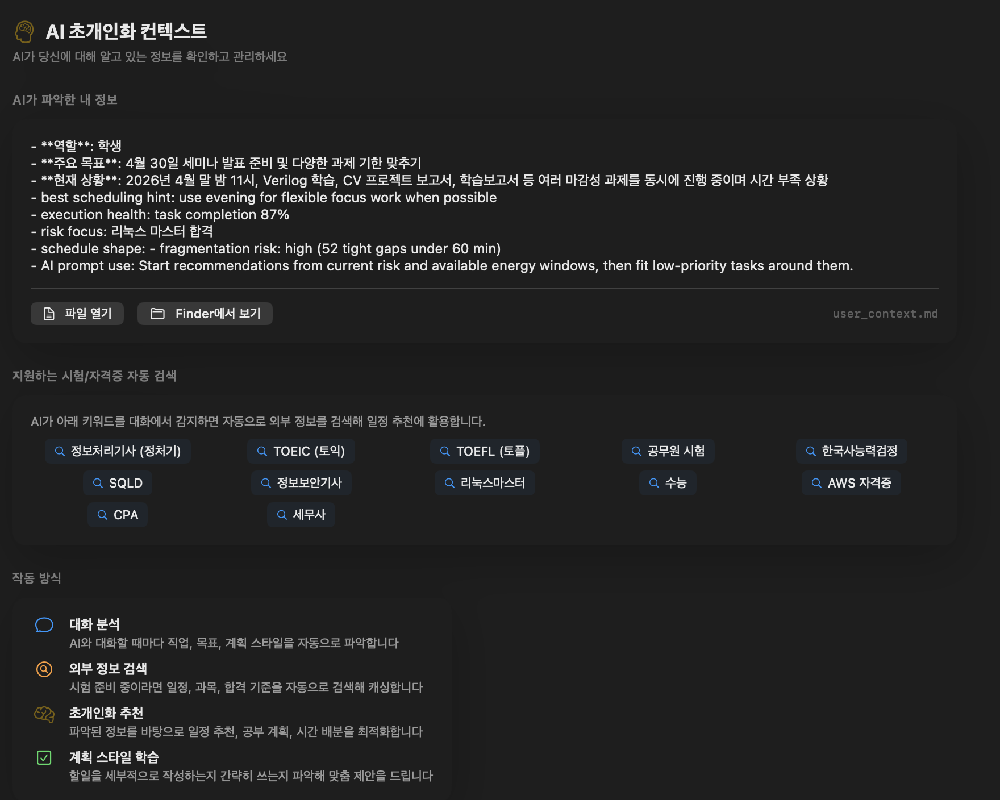 AI 초개인화 컨텍스트
AI가 당신에 대해 알고 있는 정보를 확인하고 관리하세요
AI가 파악한 내 정보
- **역할**: 학생
- **주요 목표**: 4월 30일 세미나 발표 준비 및 다양한 과제 기한 맞추기
- **현재 상황**: 2026년 4월 말 밤 11시, Verilog 학습, CV 프로젝트 보고서, 학습보고서 등 여러 마감성 과제를 동시에 진행 중이며 시간 부족 상황
- best scheduling hint: use evening for flexible focus work when possible
- execution health: task completion 87%
- risk focus: 리눅스 마스터 합격
- schedule shape: - fragmentation risk: high (52 tight gaps under 60 min)
- AI prompt use: Start recommendations from current risk and available energy windows, then fit low-priority tasks around them.
파일 열기 Finder에서 보기 user_context.md
지원하는 시험/자격증 자동 검색
AI가 아래 키워드를 대화에서 감지하면 자동으로 외부 정보를 검색해 일정 추천에 활용합니다.
정보처리기사 (정처기) TOEIC (토익) TOEFL (토플) 공무원 시험 한국사능력검정
SQLD 정보보안기사 리눅스마스터 수능 AWS 자격증
CPA 세무사
작동 방식
대화 분석
AI와 대화할 때마다 직업, 목표, 계획 스타일을 자동으로 파악합니다
외부 정보 검색
시험 준비 중이라면 일정, 과목, 합격 기준을 자동으로 검색해 캐싱합니다
초개인화 추천
파악된 정보를 바탕으로 일정 추천, 공부 계획, 시간 배분을 최적화합니다
계획 스타일 학습
할일을 세부적으로 작성하는지 간략히 쓰는지 파악해 맞춤 제안을 드립니다